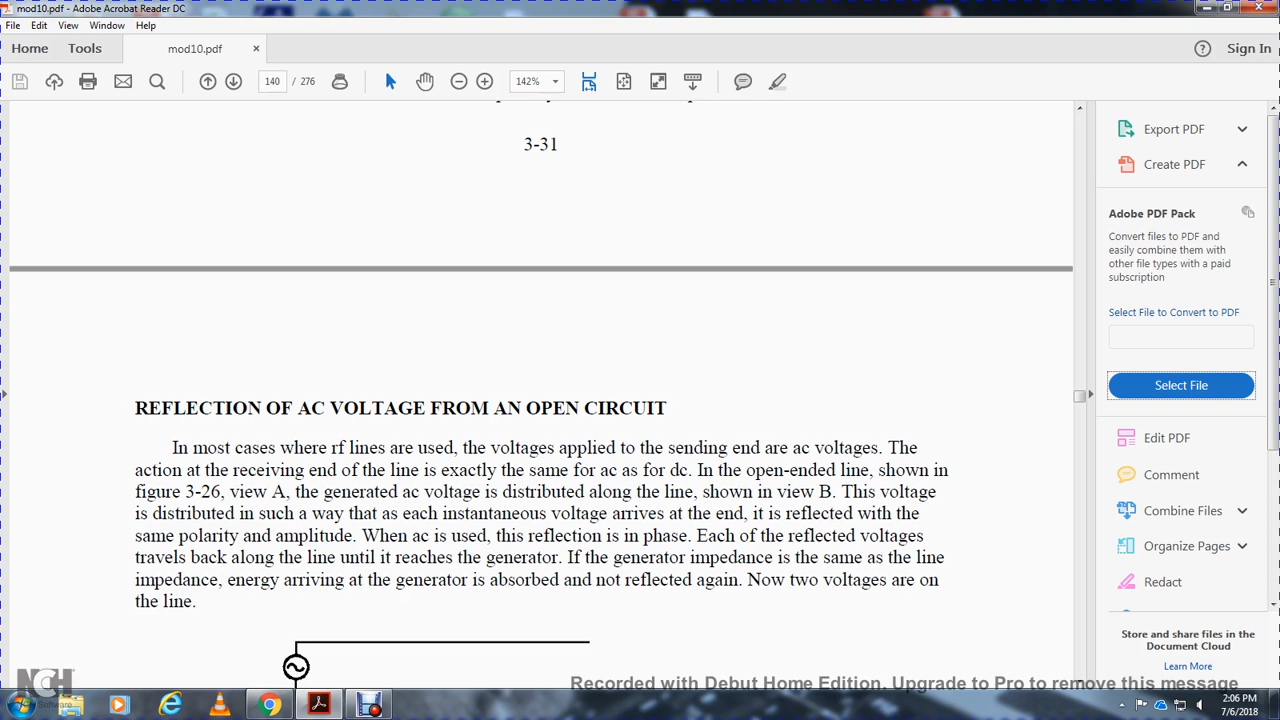 mod10.pdf - Adobe Acrobat Reader DC
File Edit View Window Help
Home Tools mod10.pdf × Sign In
140 / 276 142%
3-31
Export PDF
Create PDF
Adobe PDF Pack
Convert files to PDF and
easily combine them with
other file types with a paid
subscription
Select File to Convert to PDF
Select File
Edit PDF
Comment
Combine Files
Organize Pages
Redact
Store and share files in the
Document Cloud
Learn More
REFLECTION OF AC VOLTAGE FROM AN OPEN CIRCUIT
In most cases where rf lines are used, the voltages applied to the sending end are ac voltages. The
action at the receiving end of the line is exactly the same for ac as for dc. In the open-ended line, shown in
figure 3-26, view A, the generated ac voltage is distributed along the line, shown in view B. This voltage
is distributed in such a way that as each instantaneous voltage arrives at the end, it is reflected with the
same polarity and amplitude. When ac is used, this reflection is in phase. Each of the reflected voltages
travels back along the line until it reaches the generator. If the generator impedance is the same as the line
impedance, energy arriving at the generator is absorbed and not reflected again. Now two voltages are on
the line.
NCH
Software
Recorded with Debut Home Edition. Upgrade to Pro to remove this message
2:06 PM
7/6/2018